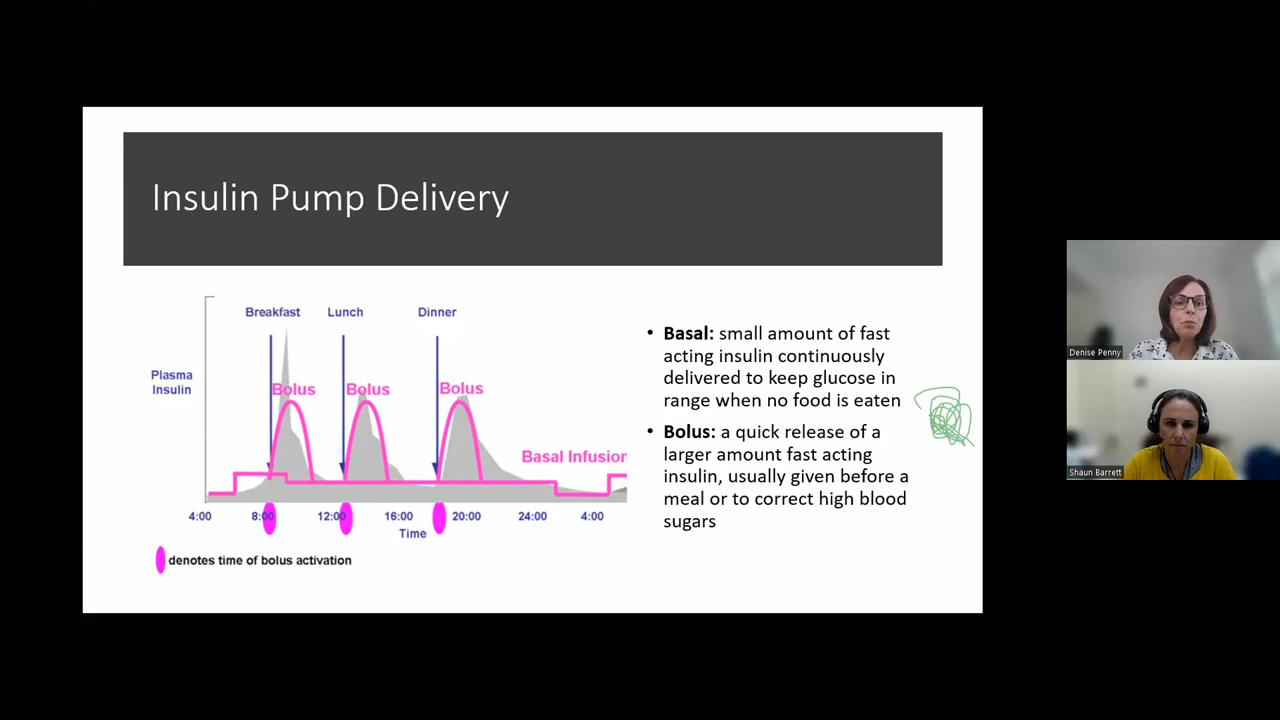 Insulin Pump Delivery
Breakfast Lunch Dinner
Plasma
Insulin
Bolus Bolus Bolus
Basal Infusion
4:00 8:00 12:00 16:00 20:00 24:00 4:00
Time
denotes time of bolus activation
• Basal: small amount of fast
acting insulin continuously
delivered to keep glucose in
range when no food is eaten
• Bolus: a quick release of a
larger amount fast acting
insulin, usually given before a
meal or to correct high blood
sugars
Denise Penny
Shaun Barrett